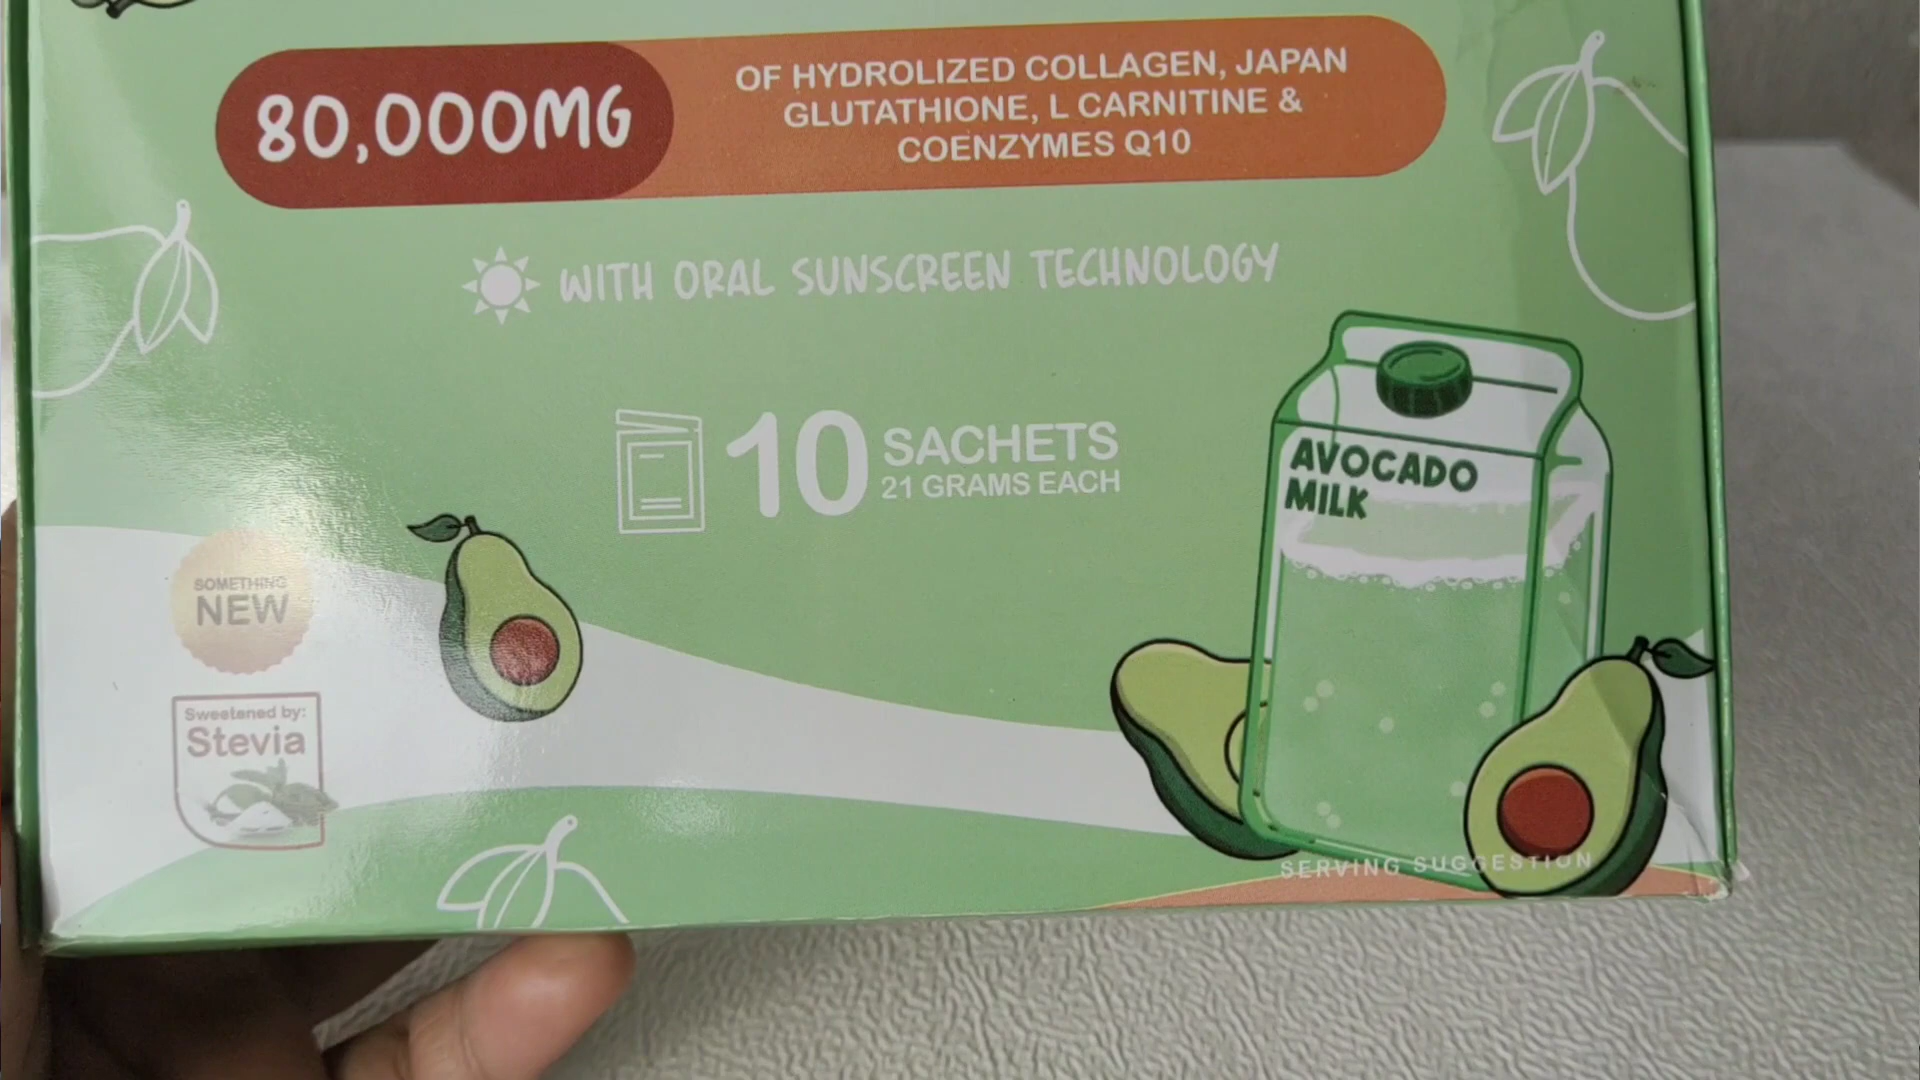 80,000MG
OF HYDROLIZED COLLAGEN, JAPAN
GLUTATHIONE, L CARNITINE &
COENZYMES Q10
WITH ORAL SUNSCREEN TECHNOLOGY
10 SACHETS
21 GRAMS EACH
AVOCADO
MILK
SOMETHING
NEW
Sweetened by:
Stevia
SERVING SUGGESTION